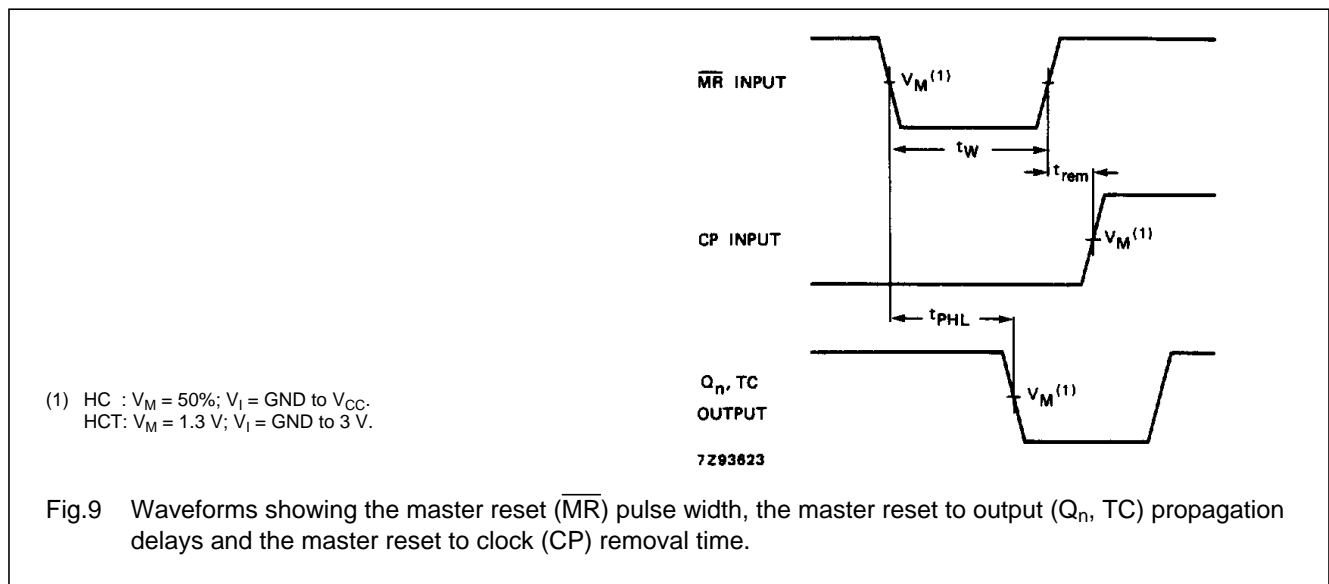 M̅R̅ INPUT
V_M(1)
t_W
t_rem
CP INPUT
V_M(1)
t_PHL
Q_n, TC
OUTPUT
V_M(1)
7Z93623
(1) HC : V_M = 50%; V_I = GND to V_CC.
HCT: V_M = 1.3 V; V_I = GND to 3 V.
Fig.9 Waveforms showing the master reset (M̅R̅) pulse width, the master reset to output (Q_n, TC) propagation
delays and the master reset to clock (CP) removal time.